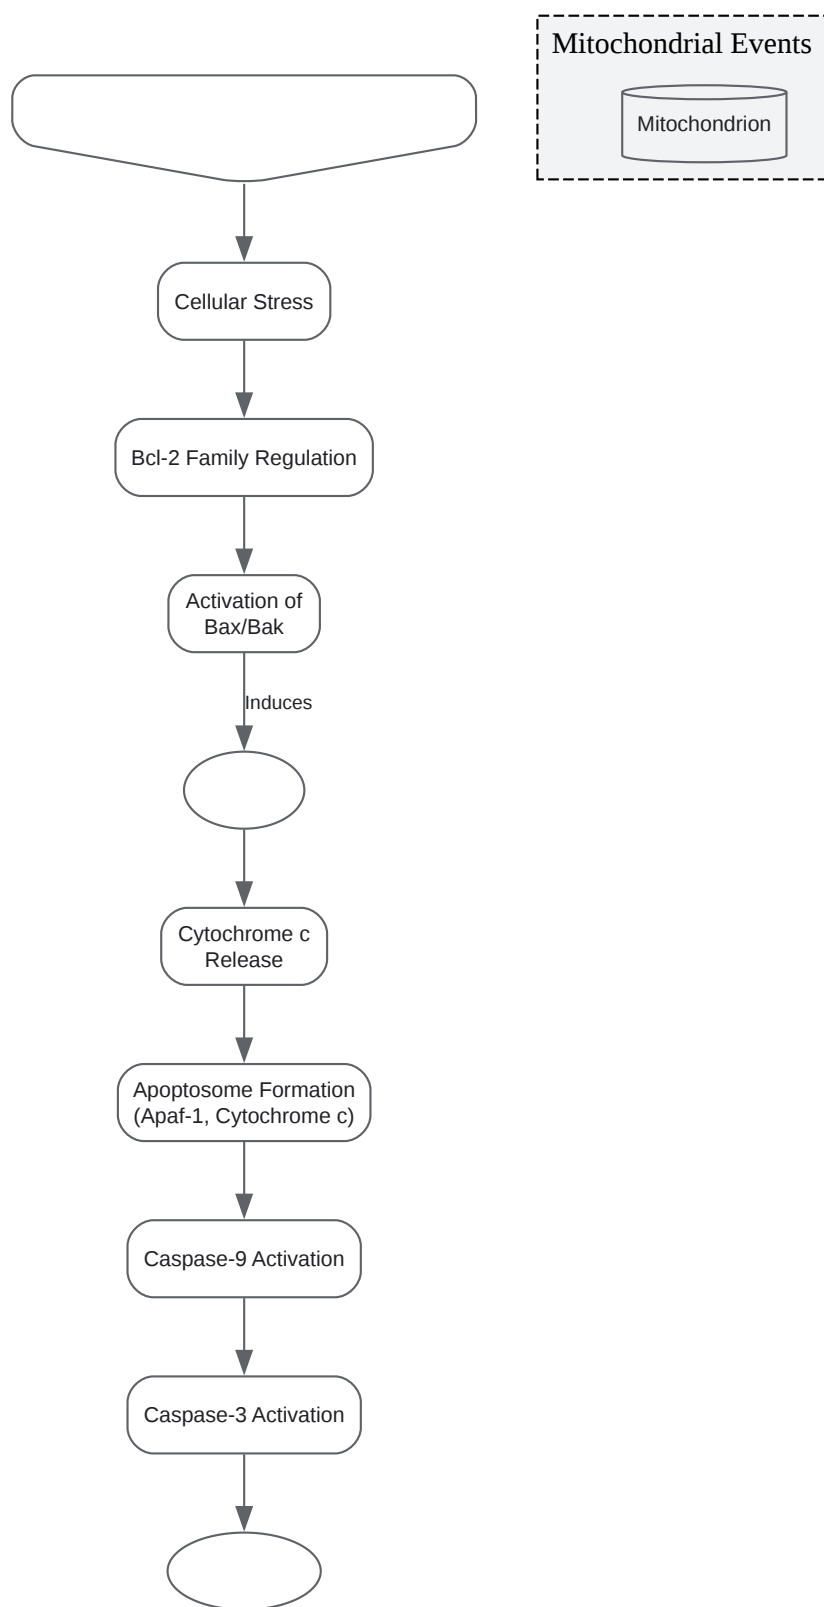 Mitochondrial Events
Mitochondrion
Cellular Stress
Bcl-2 Family Regulation
Activation of
Bax/Bak
Induces
Cytochrome c
Release
Apoptosome Formation
(Apaf-1, Cytochrome c)
Caspase-9 Activation
Caspase-3 Activation